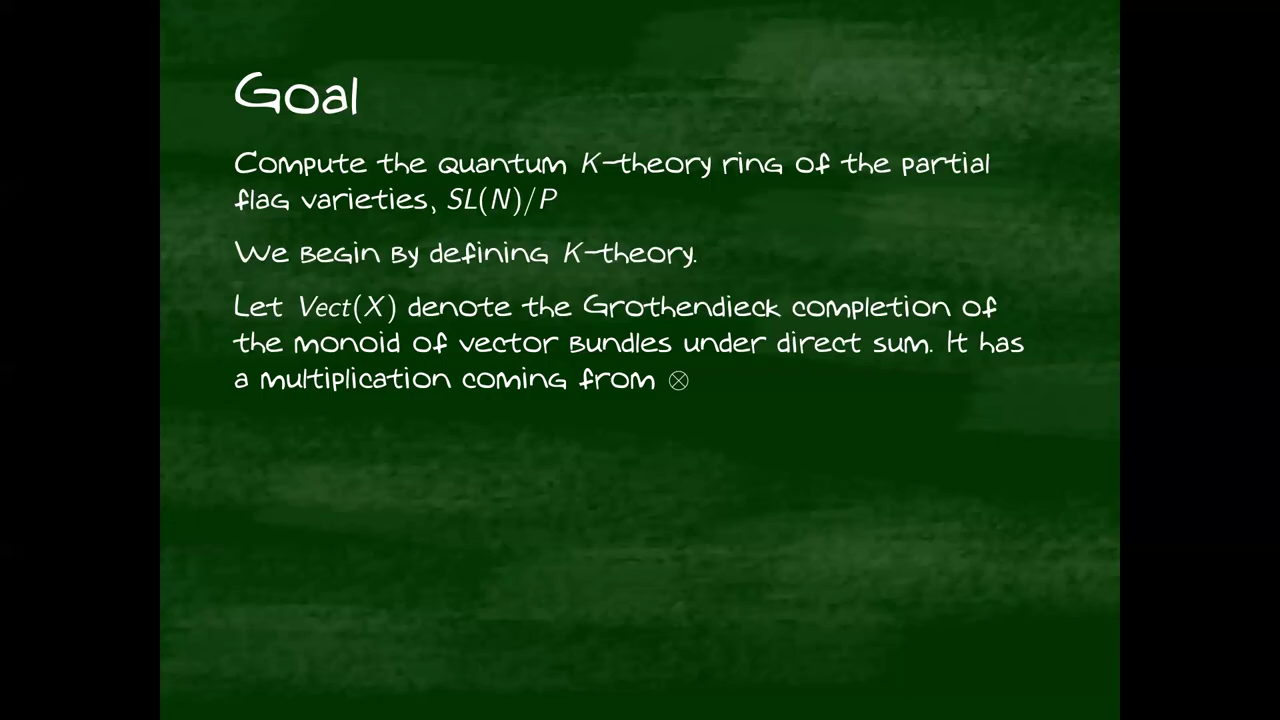 Goal
Compute the quantum K-theory ring of the partial
flag varieties, SL(N)/P
We begin by defining K-theory.
Let Vect(X) denote the Grothendieck completion of
the monoid of vector bundles under direct sum. It has
a multiplication coming from ⊗